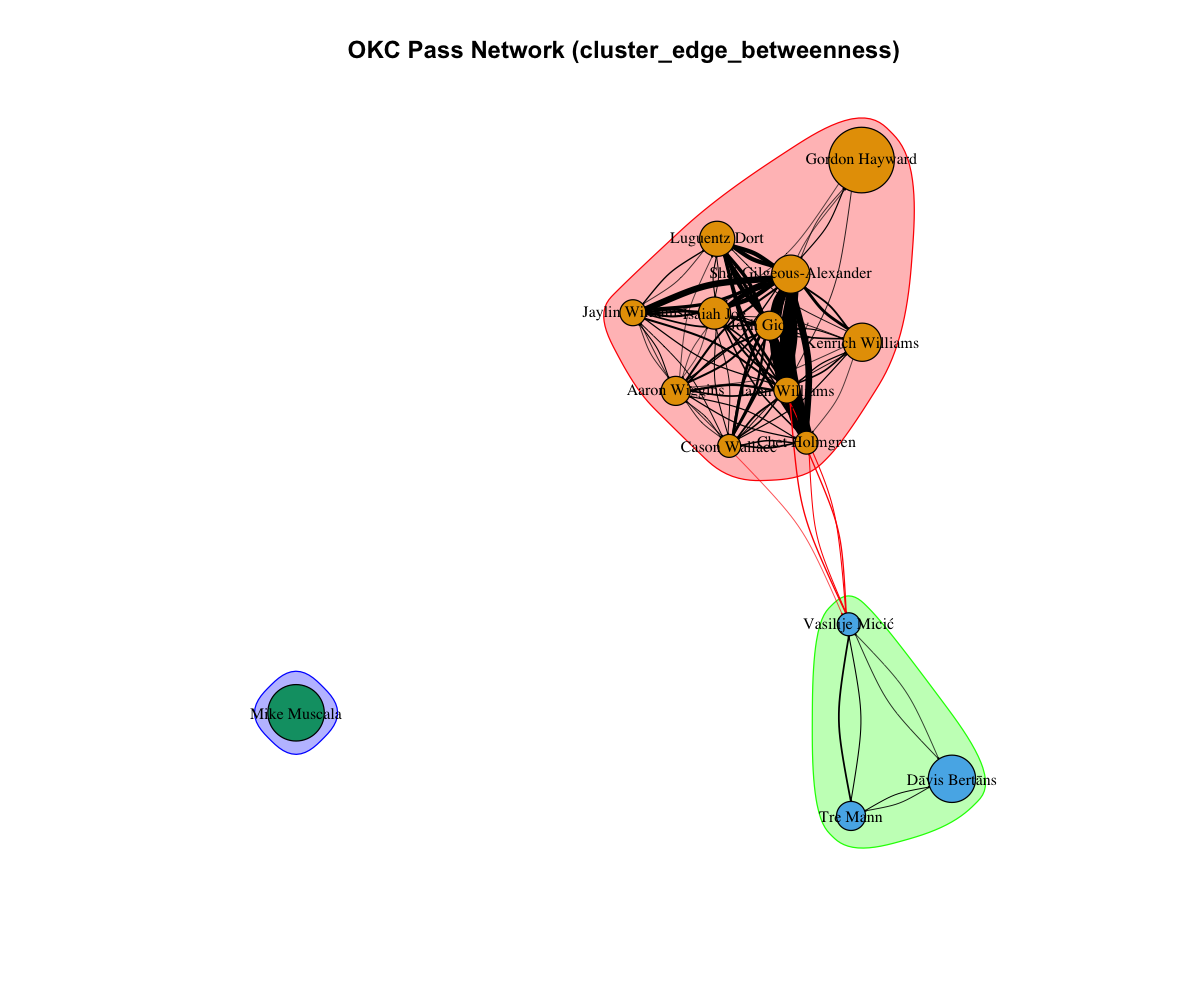 OKC Pass Network (cluster_edge_betweenness)
Gordon Hayward
Luguentz Dort
Gilgeous-Alexander
Jaylin Williams
Isaiah Joe
Josh Giddey
Kenrich Williams
Aaron Wiggins
Jalen Williams
Cason Wallace
Chet Holmgren
Vasilije Micić
Mike Muscala
Dāvis Bertāns
Tre Mann